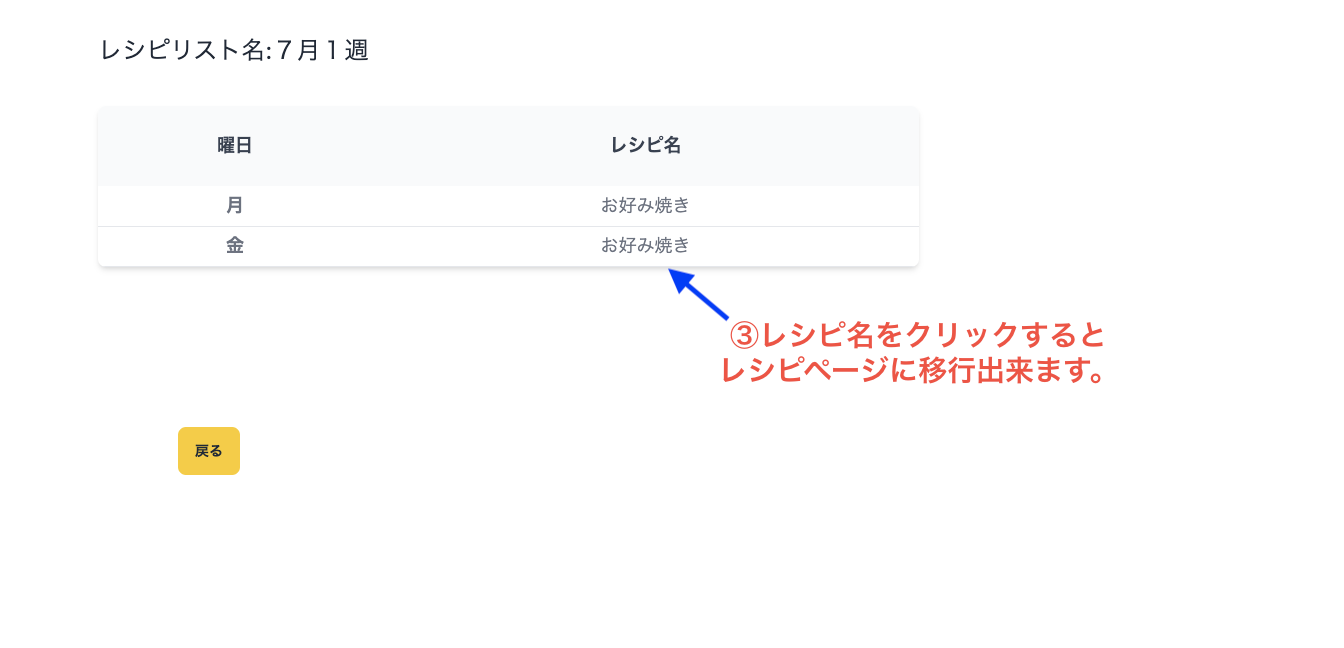 レシピリスト名:７月１週
曜日 レシピ名
月 お好み焼き
金 お好み焼き
③レシピ名をクリックすると
レシピページに移行出来ます。
戻る